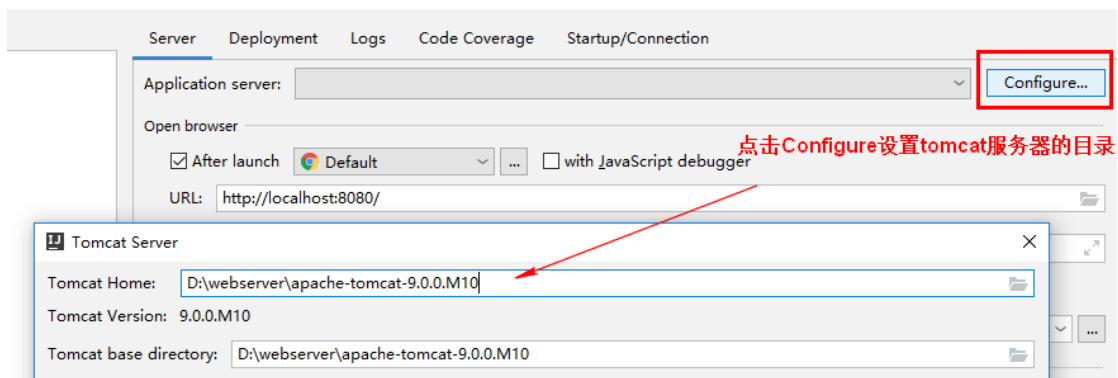 Server Deployment Logs Code Coverage Startup/Connection
Application server: Configure...
Open browser
点击Configure设置tomcat服务器的目录
After launch Default ... with JavaScript debugger
URL: http://localhost:8080/
Tomcat Server
Tomcat Home: D:\webserver\apache-tomcat-9.0.0.M10
Tomcat Version: 9.0.0.M10
...
Tomcat base directory: D:\webserver\apache-tomcat-9.0.0.M10